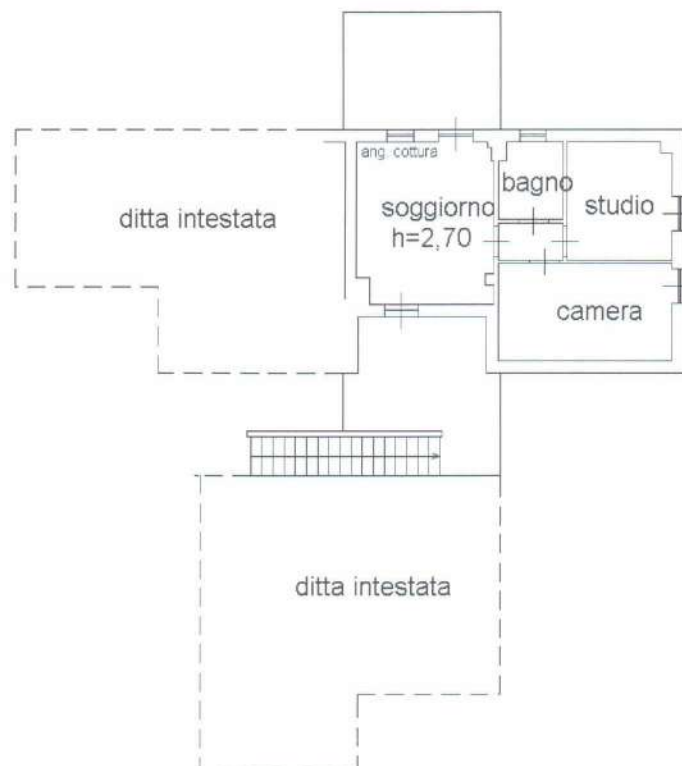 ang. cottura
bagno
ditta intestata
soggiorno
studio
h=2,70
camera
ditta intestata